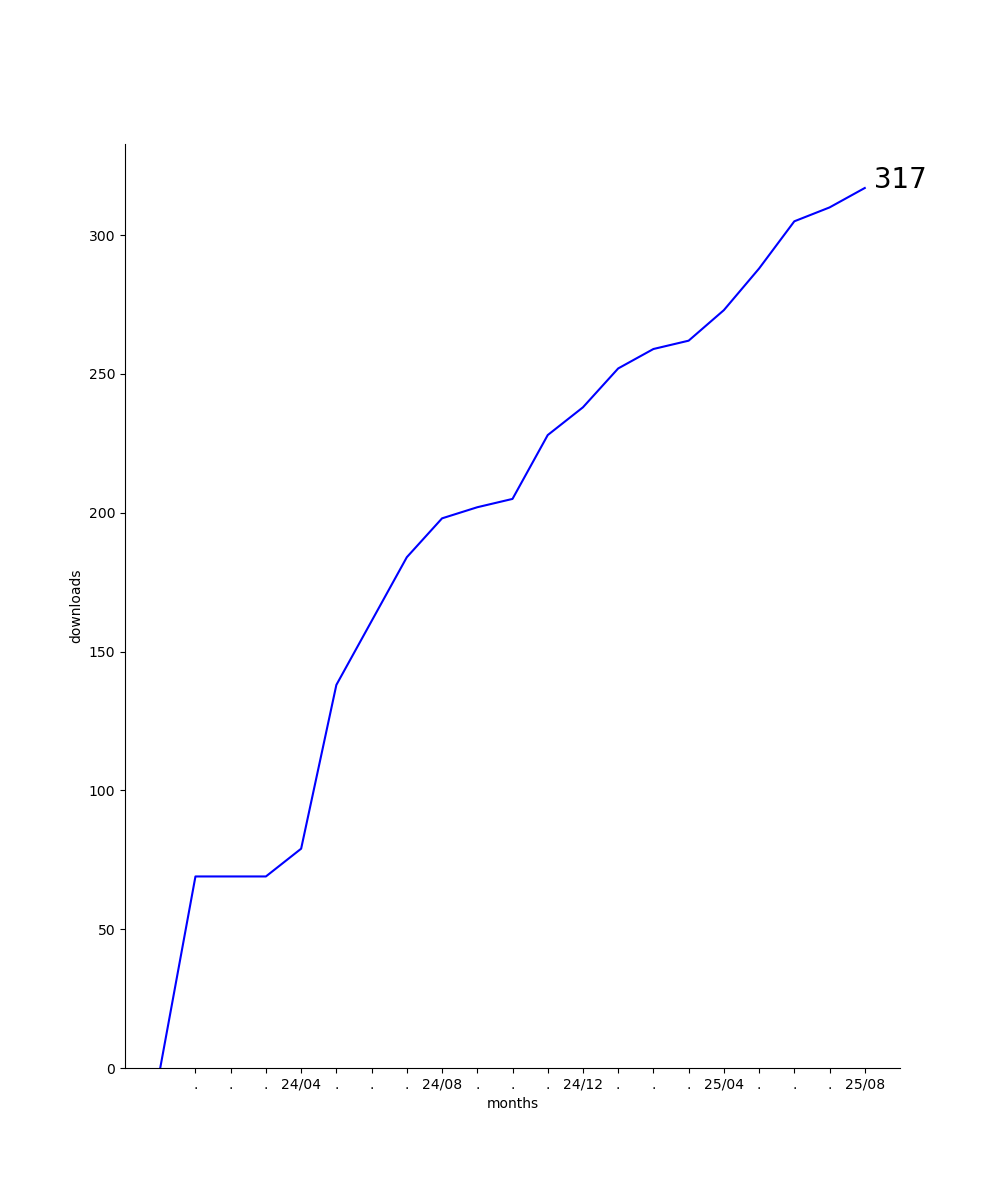 317
300
250
200
150
100
50
0
downloads
. . . 24/04 . . . 24/08 . . . 24/12 . . . 25/04 . . . 25/08
months